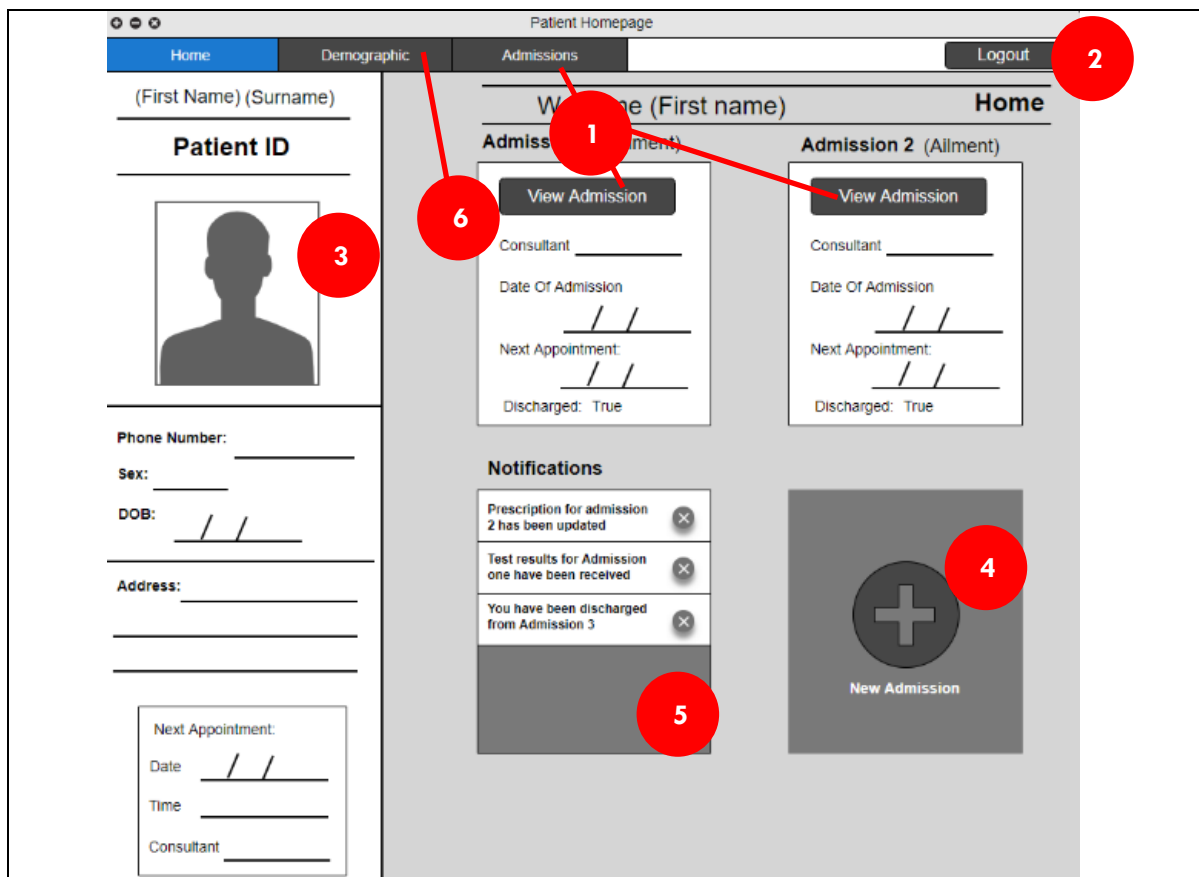 Patient Homepage
Home Demographic Admissions Logout 2
(First Name) (Surname)
Patient ID
3
Phone Number:
Sex:
DOB: / /
Address:
Next Appointment:
Date / /
Time
Consultant
(First name) Home
1
6
View Admission
Consultant
Date Of Admission
/ /
Next Appointment:
/ /
Discharged: True
Admission 2 (Ailment)
View Admission
Consultant
Date Of Admission
/ /
Next Appointment:
/ /
Discharged: True
Notifications
Prescription for admission
2 has been updated
Test results for Admission
one have been received
You have been discharged
from Admission 3
5
4
New Admission